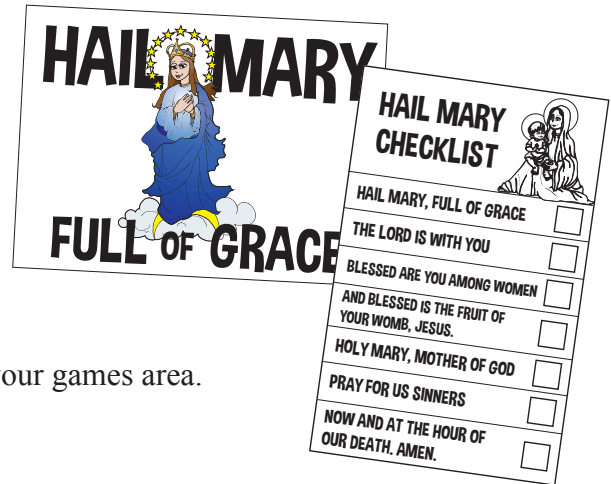 HAIL MARY
FULL OF GRACE
HAIL MARY
CHECKLIST
HAIL MARY, FULL OF GRACE
THE LORD IS WITH YOU
BLESSED ARE YOU AMONG WOMEN
AND BLESSED IS THE FRUIT OF
YOUR WOMB, JESUS.
HOLY MARY, MOTHER OF GOD
PRAY FOR US SINNERS
NOW AND AT THE HOUR OF
OUR DEATH. AMEN.
your games area.